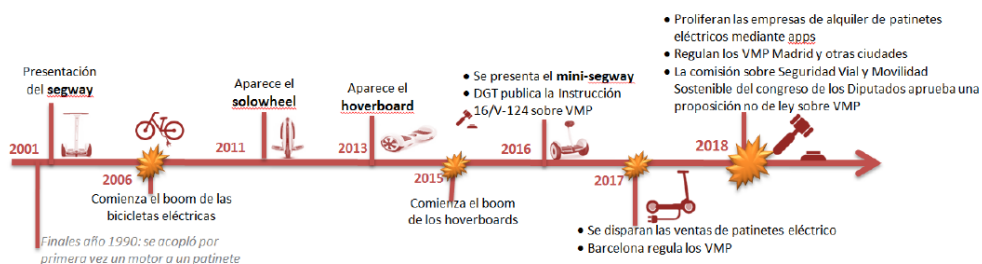 Presentación
del segway
2001
Finales año 1990: se acopló por
primera vez un motor a un patinete
2006
Comienza el boom de las
bicicletas eléctricas
Aparece el
solowheel
2011
Aparece el
hoverboard
2013
2015
Comienza el boom
de los hoverboards
• Se presenta el mini-segway
• DGT publica la Instrucción
16/V-124 sobre VMP
2016
2017
• Se disparan las ventas de patinetes eléctrico
• Barcelona regula los VMP
• Proliferan las empresas de alquiler de patinetes
eléctricos mediante apps
• Regulan los VMP Madrid y otras ciudades
• La comisión sobre Seguridad Vial y Movilidad
Sostenible del congreso de los Diputados aprueba una
proposición no de ley sobre VMP
2018